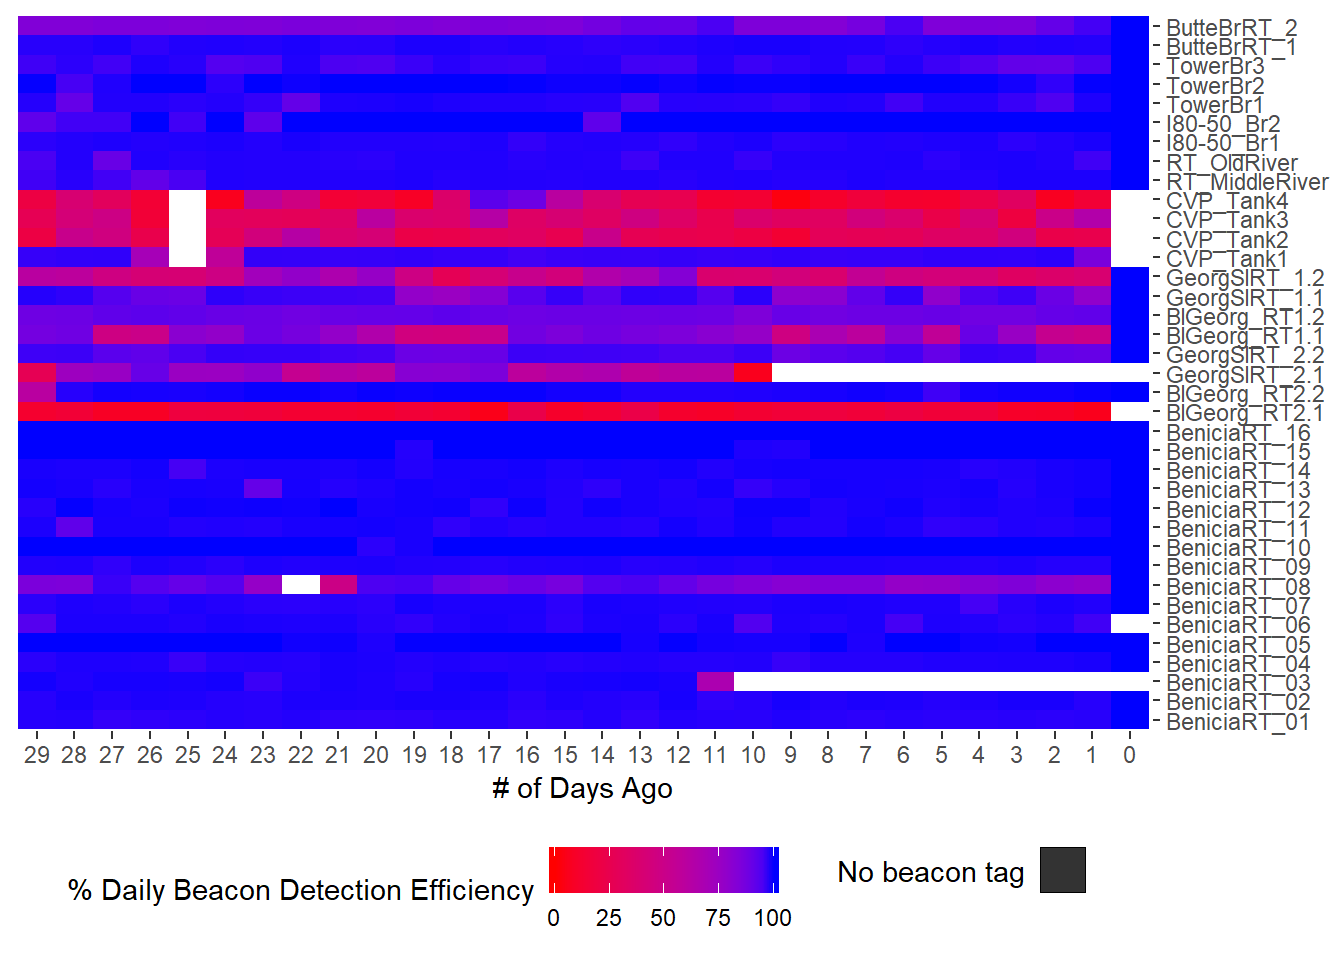 ButteBrRT_2
ButteBrRT_1
TowerBr3
TowerBr2
TowerBr1
I80-50_Br2
I80-50_Br1
RT_OldRiver
RT_MiddleRiver
CVP_Tank4
CVP_Tank3
CVP_Tank2
CVP_Tank1
GeorgSlRT_1.2
GeorgSlRT_1.1
BlGeorg_RT1.2
BlGeorg_RT1.1
GeorgSlRT_2.2
GeorgSlRT_2.1
BlGeorg_RT2.2
BlGeorg_RT2.1
BeniciaRT_16
BeniciaRT_15
BeniciaRT_14
BeniciaRT_13
BeniciaRT_12
BeniciaRT_11
BeniciaRT_10
BeniciaRT_09
BeniciaRT_08
BeniciaRT_07
BeniciaRT_06
BeniciaRT_05
BeniciaRT_04
BeniciaRT_03
BeniciaRT_02
BeniciaRT_01
29 28 27 26 25 24 23 22 21 20 19 18 17 16 15 14 13 12 11 10 9 8 7 6 5 4 3 2 1 0
# of Days Ago
% Daily Beacon Detection Efficiency
0 25 50 75 100
No beacon tag